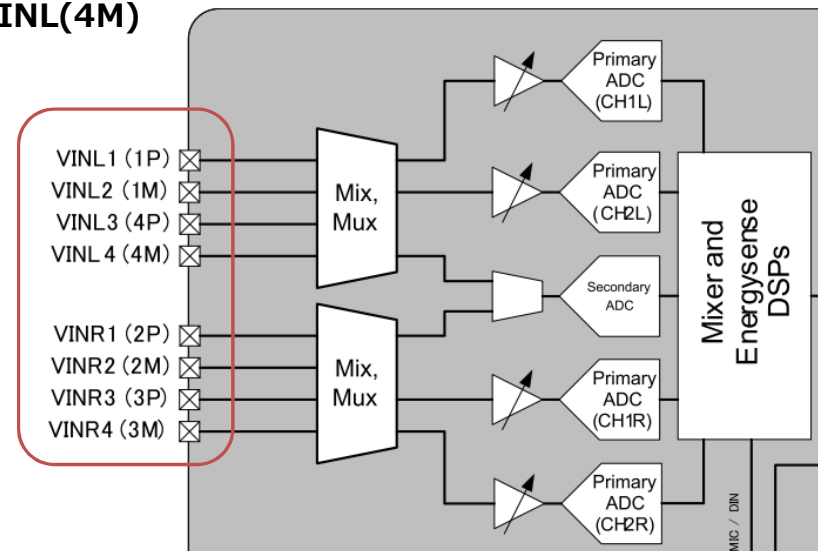 INL(4M)
Primary
ADC
(CH1L)
VINL1 (1P)
VINL2 (1M)
VINL3 (4P)
VINL4 (4M)
Mix,
Mux
Primary
ADC
(CH2L)
Secondary
ADC
Mixer and
Energysense
DSPs
VINR1 (2P)
VINR2 (2M)
VINR3 (3P)
VINR4 (3M)
Mix,
Mux
Primary
ADC
(CH1R)
Primary
ADC
(CH2R)
MIC / DIN